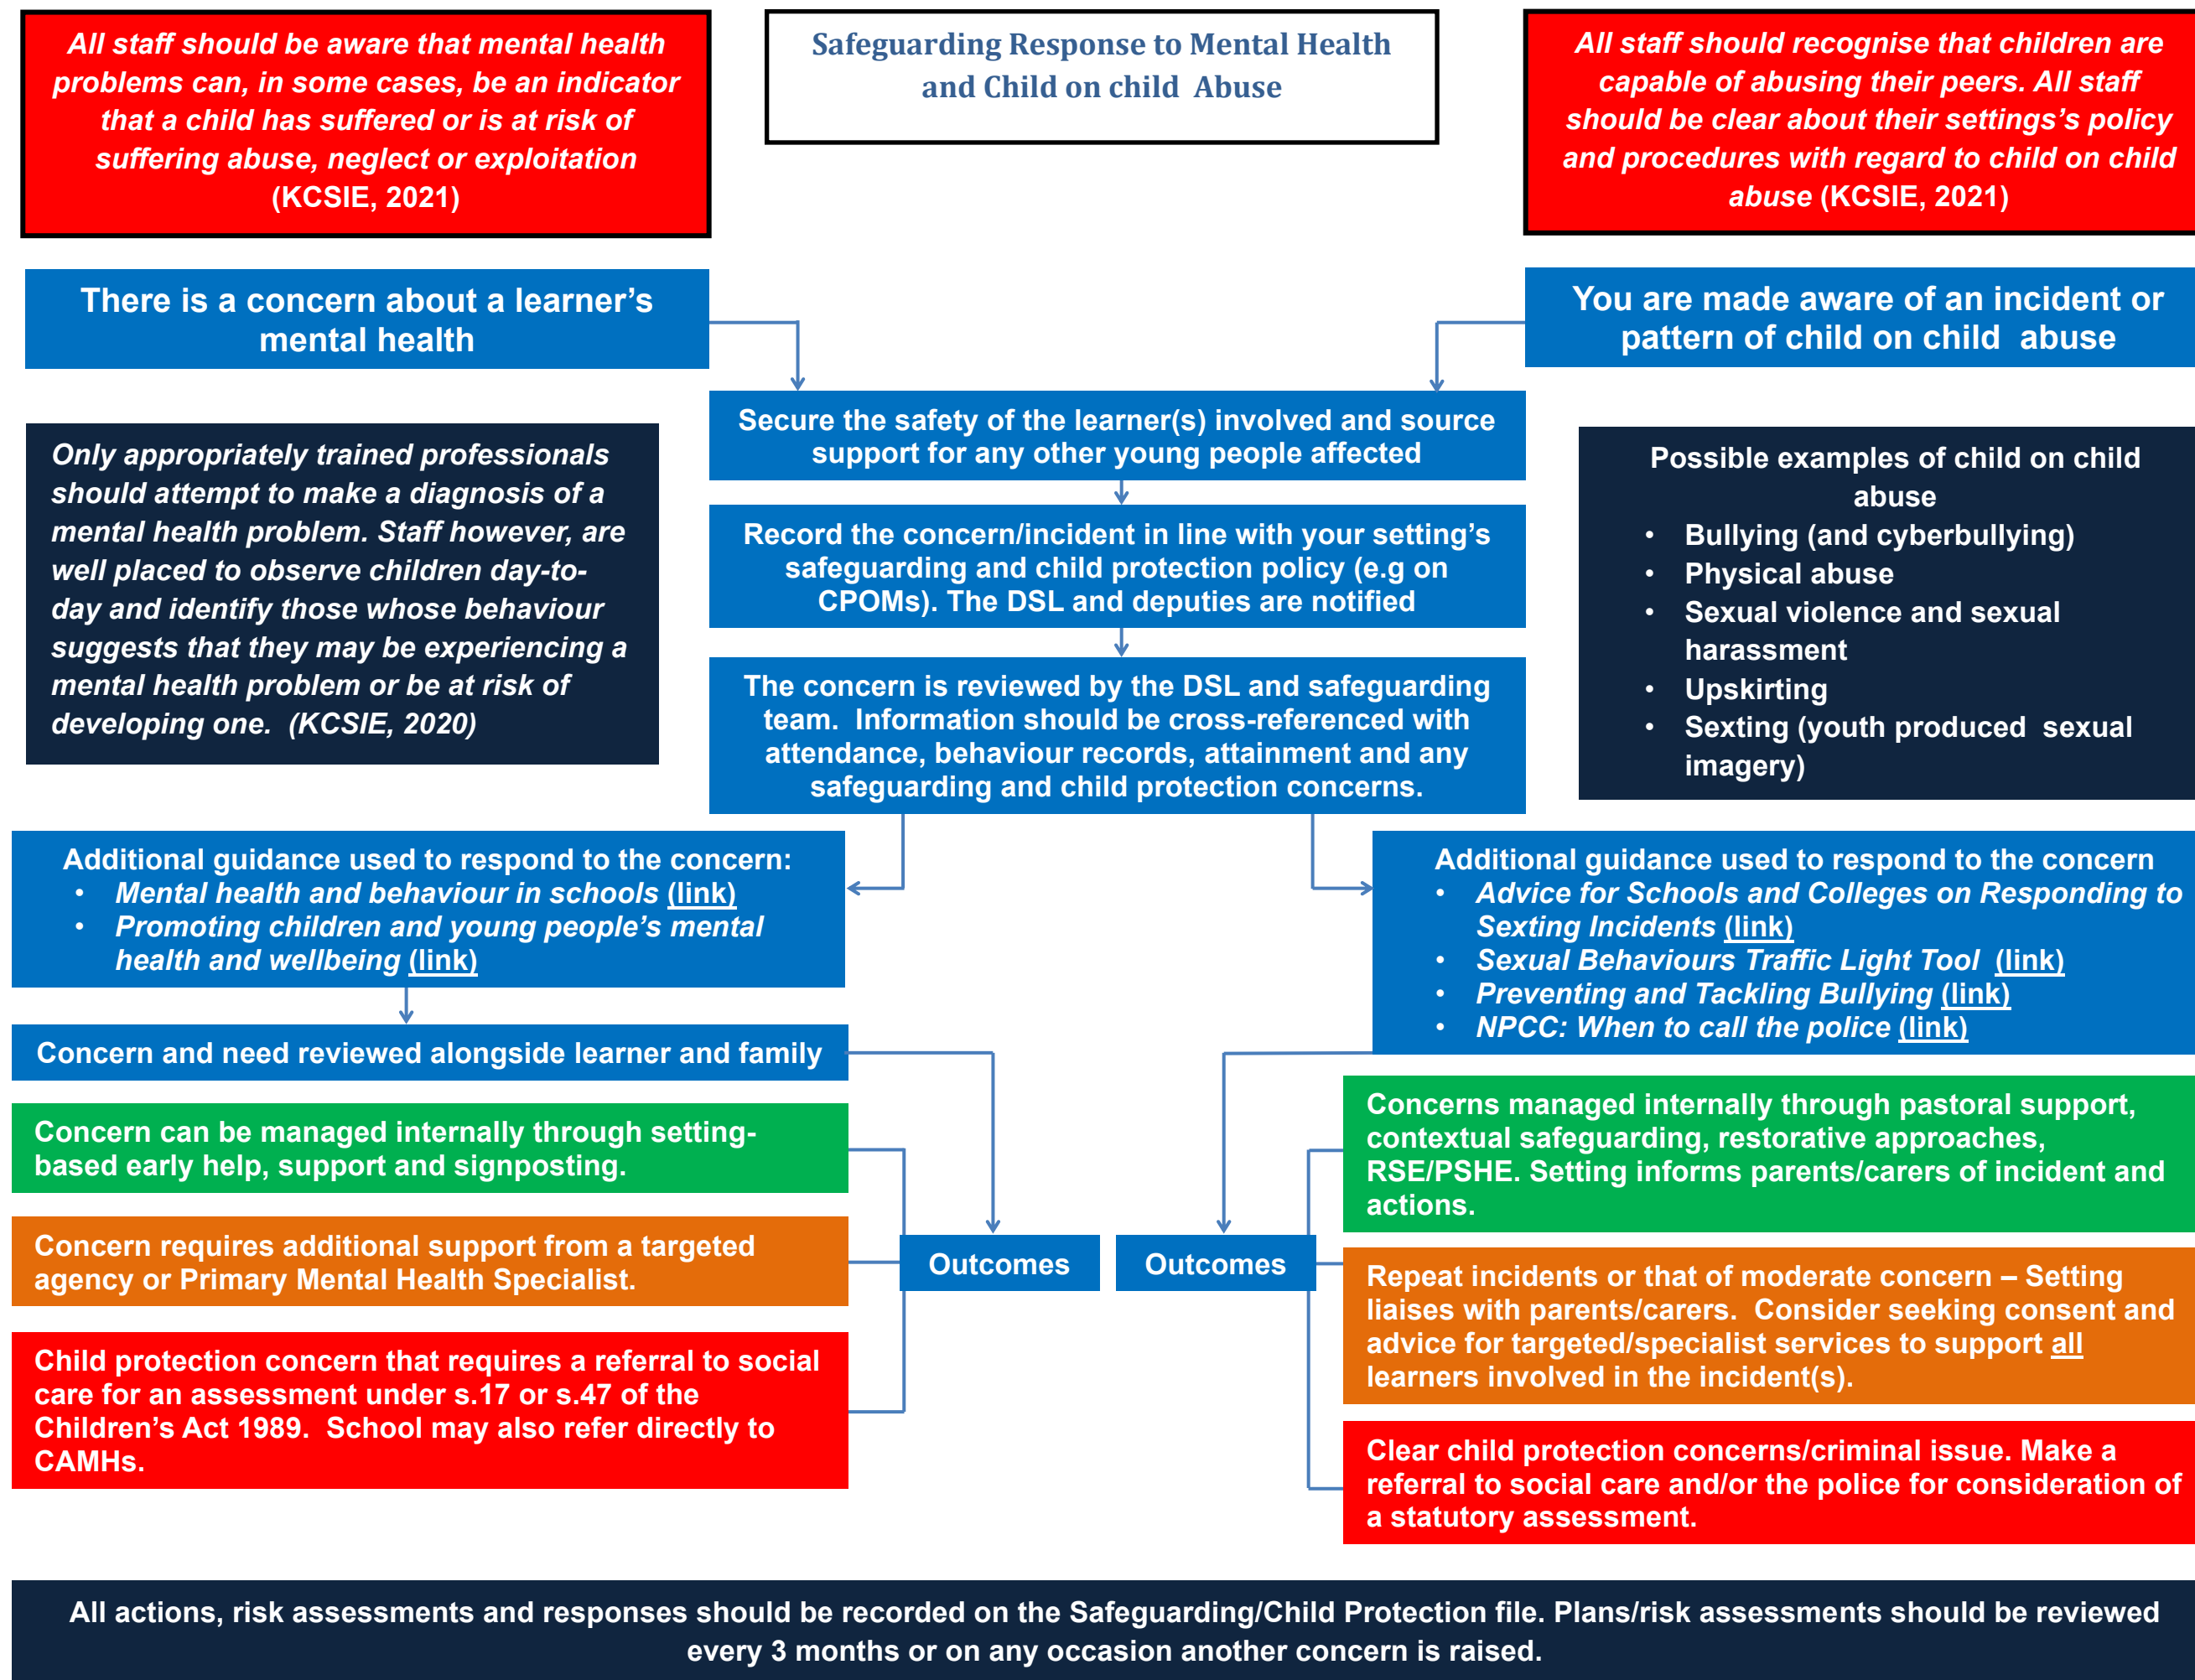 All staff should be aware that mental health
problems can, in some cases, be an indicator
that a child has suffered or is at risk of
suffering abuse, neglect or exploitation
(KCSIE, 2021)
Safeguarding Response to Mental Health
and Child on child  Abuse
All staff should recognise that children are
capable of abusing their peers. All staff
should be clear about their settings’s policy
and procedures with regard to child on child
abuse (KCSIE, 2021)
There is a concern about a learner’s
mental health
You are made aware of an incident or
pattern of child on child  abuse
Secure the safety of the learner(s) involved and source
support for any other young people affected
Only appropriately trained professionals
should attempt to make a diagnosis of a
mental health problem. Staff however, are
well placed to observe children day-to-
day and identify those whose behaviour
suggests that they may be experiencing a
mental health problem or be at risk of
developing one.  (KCSIE, 2020)
Record the concern/incident in line with your setting’s
safeguarding and child protection policy (e.g on
CPOMs). The DSL and deputies are notified
The concern is reviewed by the DSL and safeguarding
team.  Information should be cross-referenced with
attendance, behaviour records, attainment and any
safeguarding and child protection concerns.
Possible examples of child on child
abuse
• Bullying (and cyberbullying)
• Physical abuse
• Sexual violence and sexual
harassment
• Upskirting
• Sexting (youth produced  sexual
imagery)
Additional guidance used to respond to the concern:
• Mental health and behaviour in schools (link)
• Promoting children and young people’s mental
health and wellbeing (link)
Additional guidance used to respond to the concern
• Advice for Schools and Colleges on Responding to
Sexting Incidents (link)
• Sexual Behaviours Traffic Light Tool  (link)
• Preventing and Tackling Bullying (link)
• NPCC: When to call the police (link)
Concern and need reviewed alongside learner and family
Concern can be managed internally through setting-
based early help, support and signposting.
Concern requires additional support from a targeted
agency or Primary Mental Health Specialist.
Child protection concern that requires a referral to social
care for an assessment under s.17 or s.47 of the
Children’s Act 1989.  School may also refer directly to
CAMHs.
Outcomes
Outcomes
Concerns managed internally through pastoral support,
contextual safeguarding, restorative approaches,
RSE/PSHE. Setting informs parents/carers of incident and
actions.
Repeat incidents or that of moderate concern – Setting
liaises with parents/carers.  Consider seeking consent and
advice for targeted/specialist services to support all
learners involved in the incident(s).
Clear child protection concerns/criminal issue. Make a
referral to social care and/or the police for consideration of
a statutory assessment.
All actions, risk assessments and responses should be recorded on the Safeguarding/Child Protection file. Plans/risk assessments should be reviewed
every 3 months or on any occasion another concern is raised.